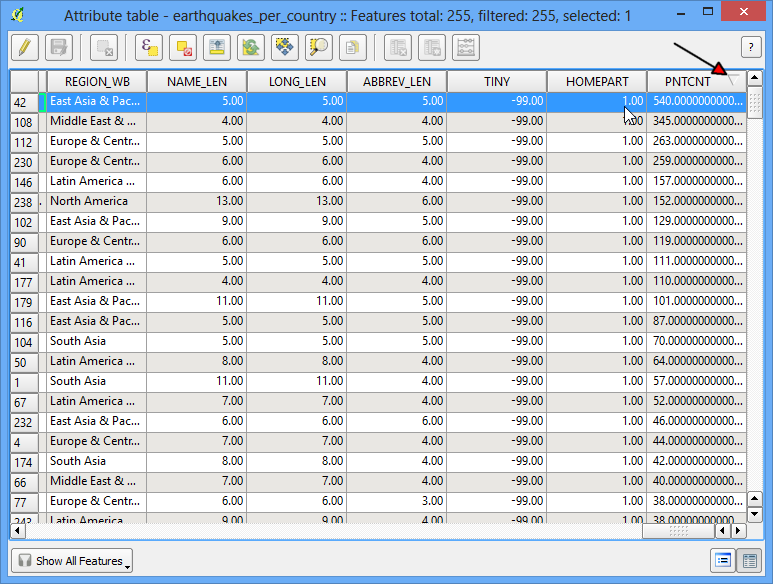 Attribute table - earthquakes_per_country :: Features total: 255, filtered: 255, selected: 1
?
REGION_WB NAME_LEN LONG_LEN ABBREV_LEN TINY HOMEPART PNTCNT
42 East Asia & Pac... 5.00 5.00 5.00 -99.00 1.00 540.0000000000...
108 Middle East & ... 4.00 4.00 4.00 -99.00 1.00 345.0000000000...
112 Europe & Centr... 5.00 5.00 5.00 -99.00 1.00 263.0000000000...
230 Europe & Centr... 6.00 6.00 4.00 -99.00 1.00 259.0000000000...
146 Latin America ... 6.00 6.00 4.00 -99.00 1.00 157.0000000000...
238 North America 13.00 13.00 6.00 -99.00 1.00 152.0000000000...
102 East Asia & Pac... 9.00 9.00 5.00 -99.00 1.00 129.0000000000...
90 Europe & Centr... 6.00 6.00 6.00 -99.00 1.00 119.0000000000...
41 Latin America ... 5.00 5.00 5.00 -99.00 1.00 111.0000000000...
177 Latin America ... 4.00 4.00 4.00 -99.00 1.00 110.0000000000...
179 East Asia & Pac... 11.00 11.00 5.00 -99.00 1.00 101.0000000000...
116 East Asia & Pac... 5.00 5.00 5.00 -99.00 1.00 87.00000000000...
104 South Asia 5.00 5.00 5.00 -99.00 1.00 70.00000000000...
50 Latin America ... 8.00 8.00 4.00 -99.00 1.00 64.00000000000...
1 South Asia 11.00 11.00 4.00 -99.00 1.00 57.00000000000...
67 Latin America ... 7.00 7.00 4.00 -99.00 1.00 52.00000000000...
232 East Asia & Pac... 6.00 6.00 6.00 -99.00 1.00 46.00000000000...
4 Europe & Centr... 7.00 7.00 4.00 -99.00 1.00 44.00000000000...
174 South Asia 8.00 8.00 4.00 -99.00 1.00 42.00000000000...
66 Middle East & ... 7.00 7.00 4.00 -99.00 1.00 40.00000000000...
77 Europe & Centr... 6.00 6.00 3.00 -99.00 1.00 38.00000000000...
243 Latin America ... 9.00 9.00 4.00 -99.00 1.00 38.00000000000...
Show All Features